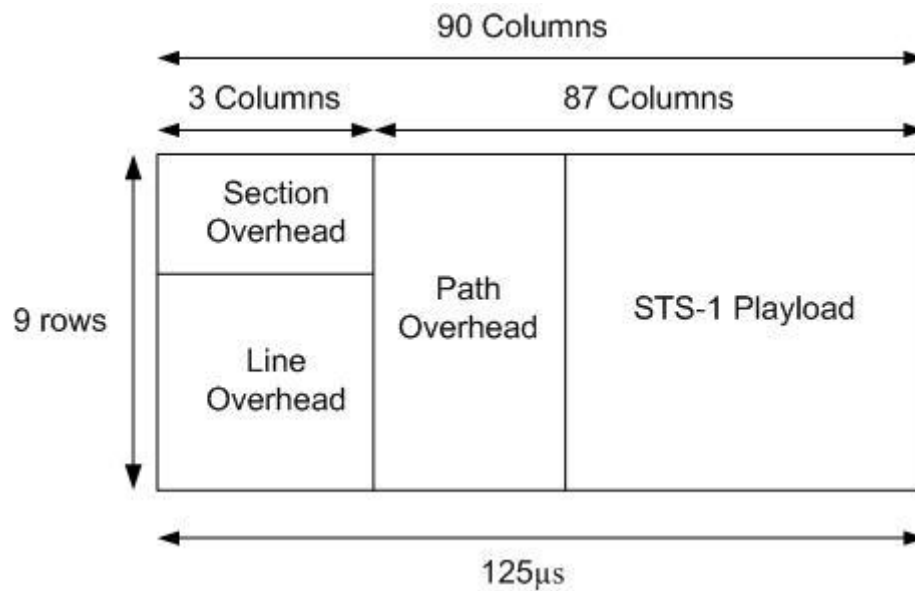 90 Columns
3 Columns
87 Columns
Section
Overhead
9 rows
Path
Overhead
STS-1 Playload
Line
Overhead
125µs